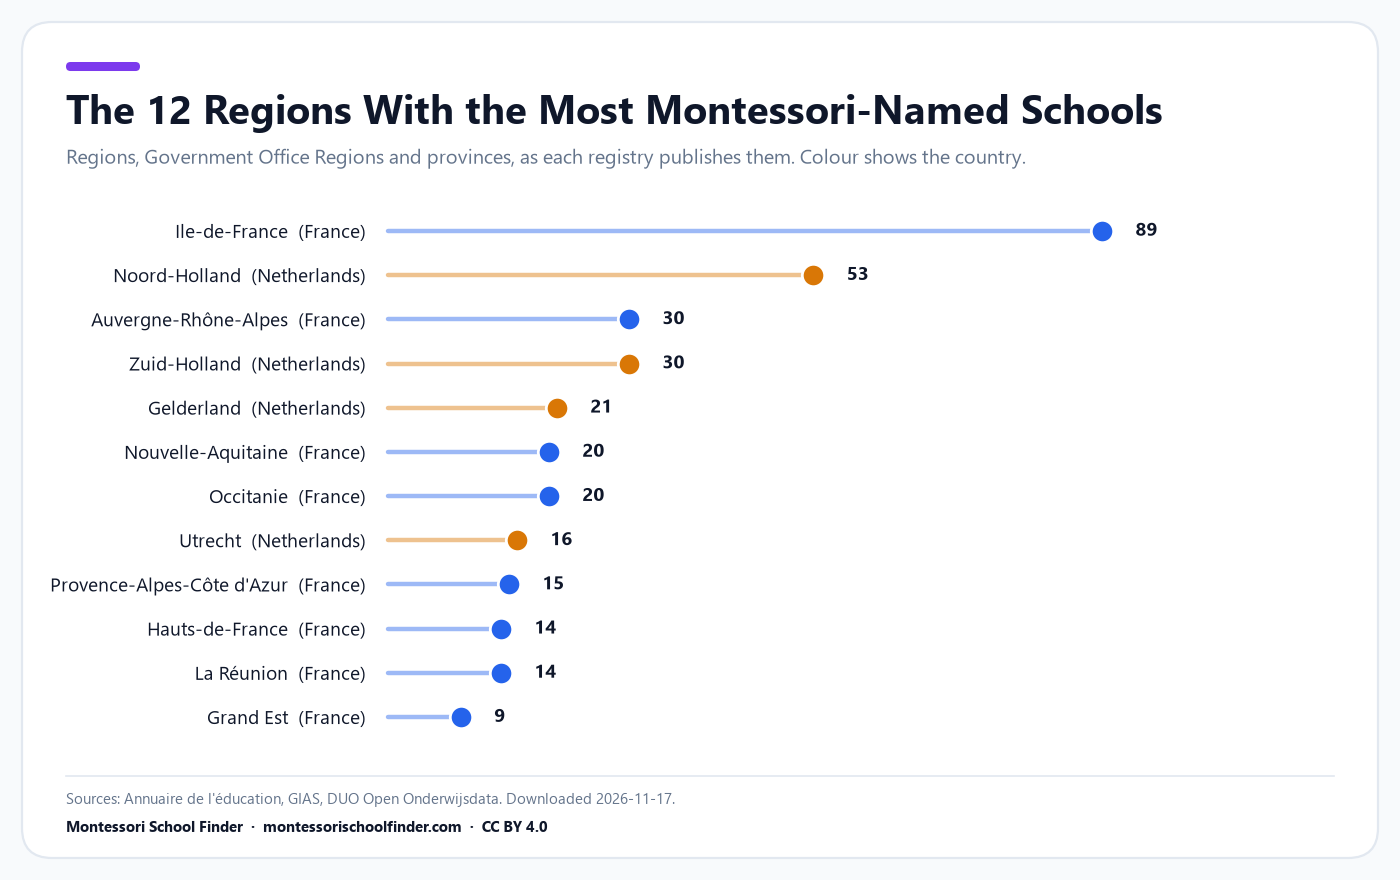 The 12 Regions With the Most Montessori-Named Schools
Regions, Government Office Regions and provinces, as each registry publishes them. Colour shows the country.
Ile-de-France (France) 89
Noord-Holland (Netherlands) 53
Auvergne-Rhône-Alpes (France) 30
Zuid-Holland (Netherlands) 30
Gelderland (Netherlands) 21
Nouvelle-Aquitaine (France) 20
Occitanie (France) 20
Utrecht (Netherlands) 16
Provence-Alpes-Côte d'Azur (France) 15
Hauts-de-France (France) 14
La Réunion (France) 14
Grand Est (France) 9
Sources: Annuaire de l'éducation, GIAS, DUO Open Onderwijsdata. Downloaded 2026-11-17.
Montessori School Finder · montessorischoolfinder.com · CC BY 4.0